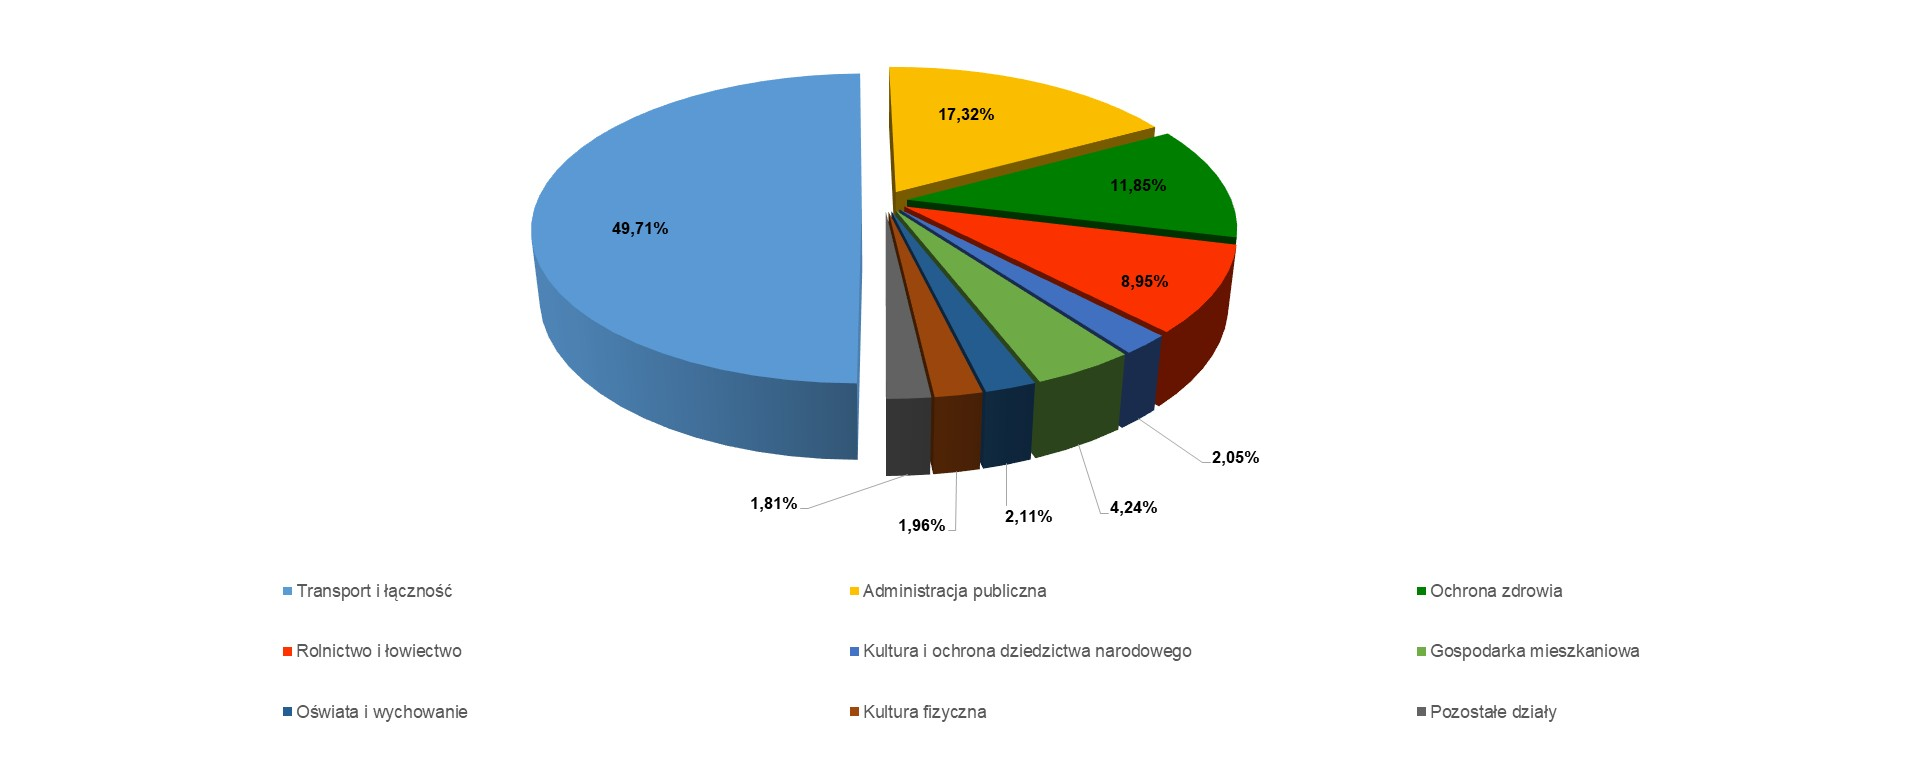 17,32%
11,85%
49,71%
8,95%
2,05%
1,81%
4,24%
2,11%
1,96%
Transport i łączność
Administracja publiczna
Ochrona zdrowia
Rolnictwo i łowiectwo
Kultura i ochrona dziedzictwa narodowego
Gospodarka mieszkaniowa
Oświata i wychowanie
Kultura fizyczna
Pozostałe działy